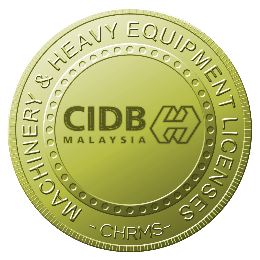 MACHINERY & HEAVY EQUIPMENT LICENSES
CIDB
MALAYSIA
~CHRMS~